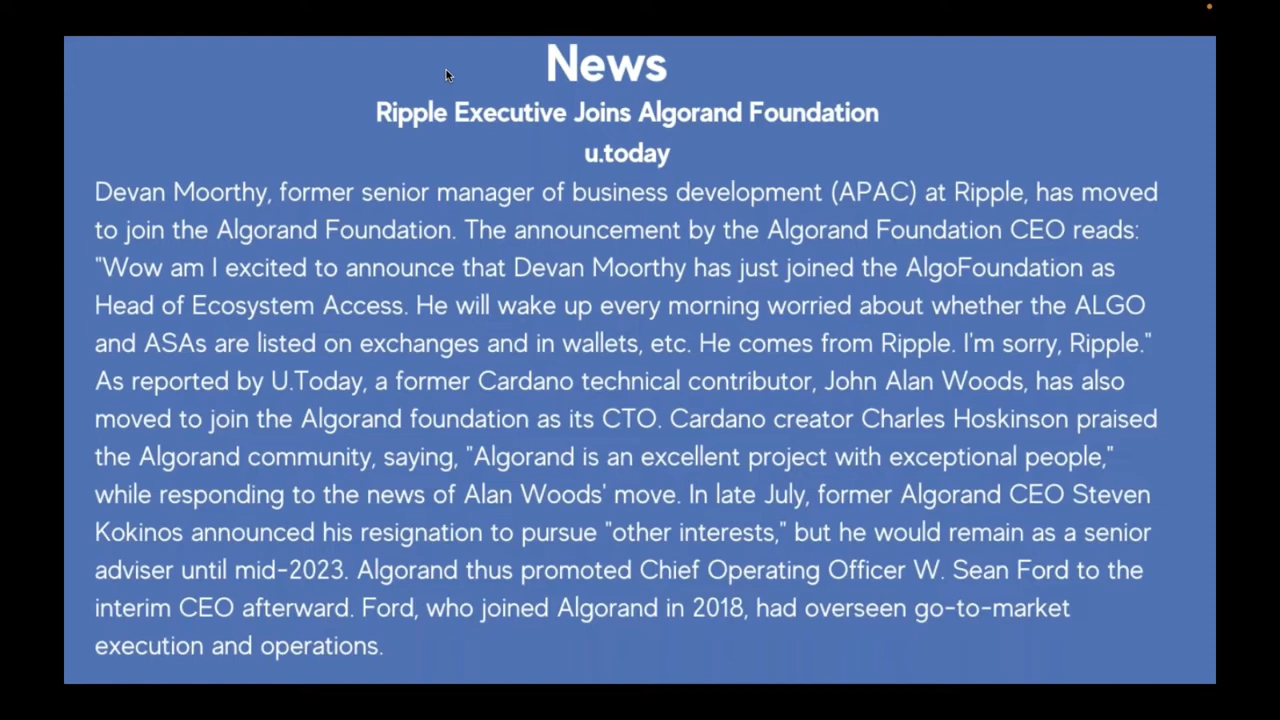 News
Ripple Executive Joins Algorand Foundation
u.today
Devan Moorthy, former senior manager of business development (APAC) at Ripple, has moved
to join the Algorand Foundation. The announcement by the Algorand Foundation CEO reads:
"Wow am I excited to announce that Devan Moorthy has just joined the AlgoFoundation as
Head of Ecosystem Access. He will wake up every morning worried about whether the ALGO
and ASAs are listed on exchanges and in wallets, etc. He comes from Ripple. I'm sorry, Ripple."
As reported by U.Today, a former Cardano technical contributor, John Alan Woods, has also
moved to join the Algorand foundation as its CTO. Cardano creator Charles Hoskinson praised
the Algorand community, saying, "Algorand is an excellent project with exceptional people,"
while responding to the news of Alan Woods' move. In late July, former Algorand CEO Steven
Kokinos announced his resignation to pursue "other interests," but he would remain as a senior
adviser until mid-2023. Algorand thus promoted Chief Operating Officer W. Sean Ford to the
interim CEO afterward. Ford, who joined Algorand in 2018, had overseen go-to-market
execution and operations.